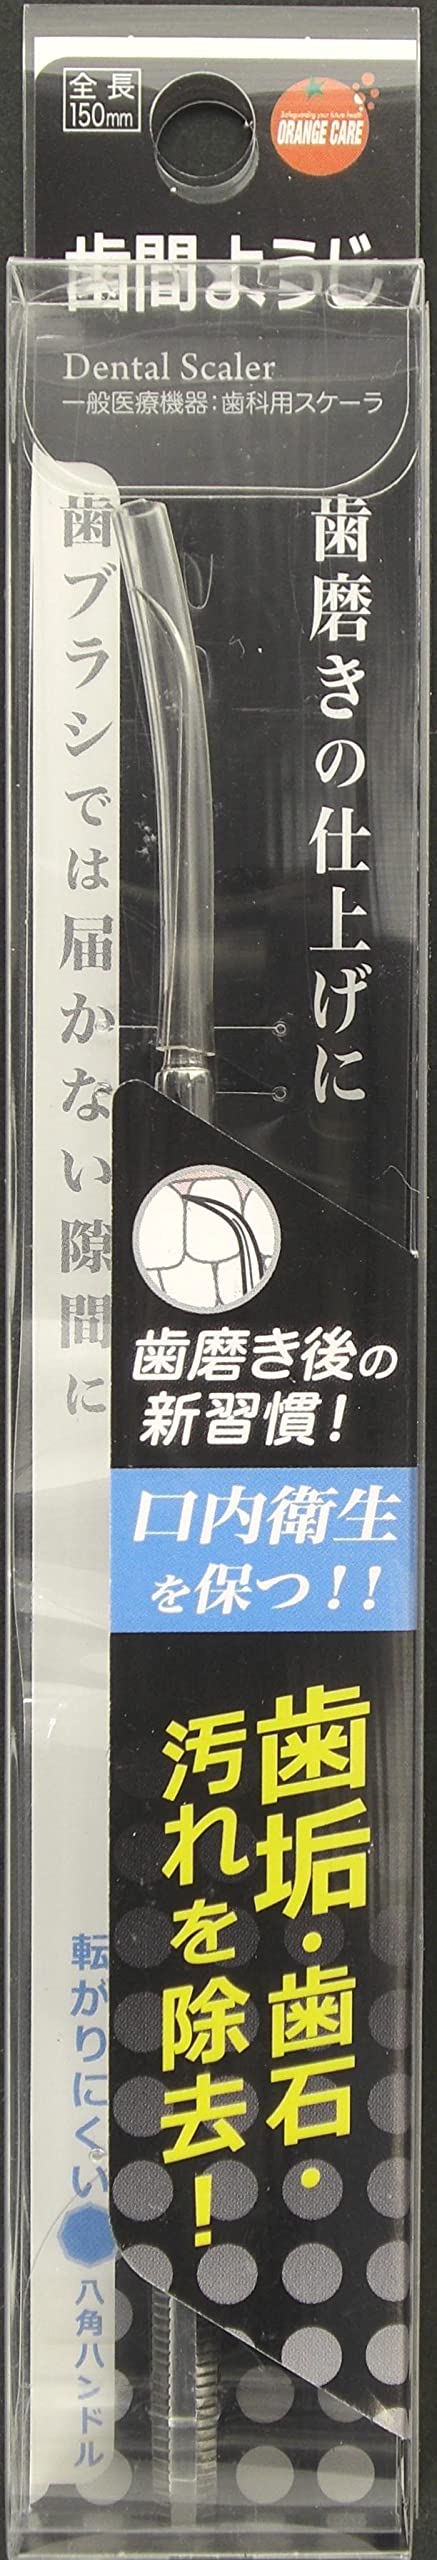 全長
150mm
Safeguarding your future health
ORANGE CARE
歯間ようじ
Dental Scaler
一般医療機器:歯科用スケーラ
歯磨きの仕上げに
歯ブラシでは届かない隙間に
歯磨き後の
新習慣!
口内衛生
を保つ!!
歯垢・歯石・
汚れを除去!
転がりにくい
八角ハンドル